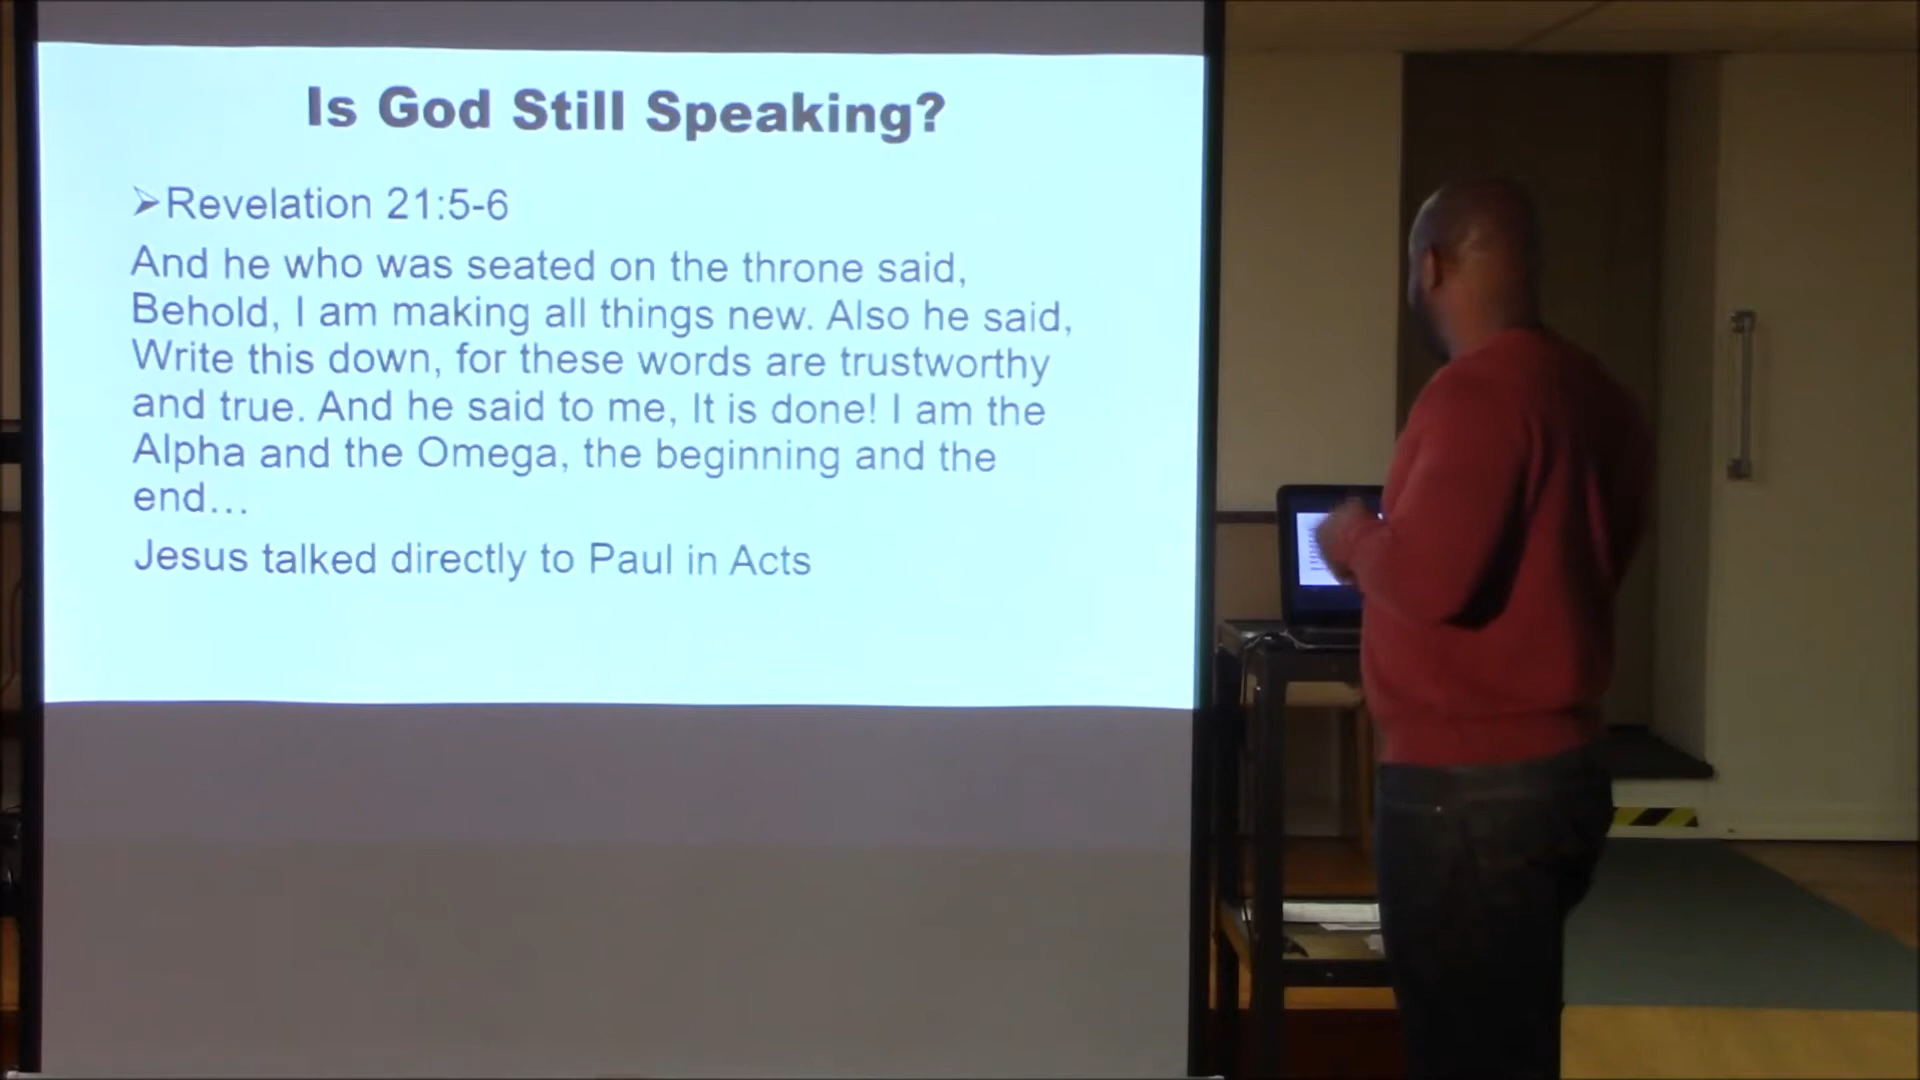 Is God Still Speaking?
➢Revelation 21:5-6
And he who was seated on the throne said,
Behold, I am making all things new. Also he said,
Write this down, for these words are trustworthy
and true. And he said to me, It is done! I am the
Alpha and the Omega, the beginning and the
end…
Jesus talked directly to Paul in Acts